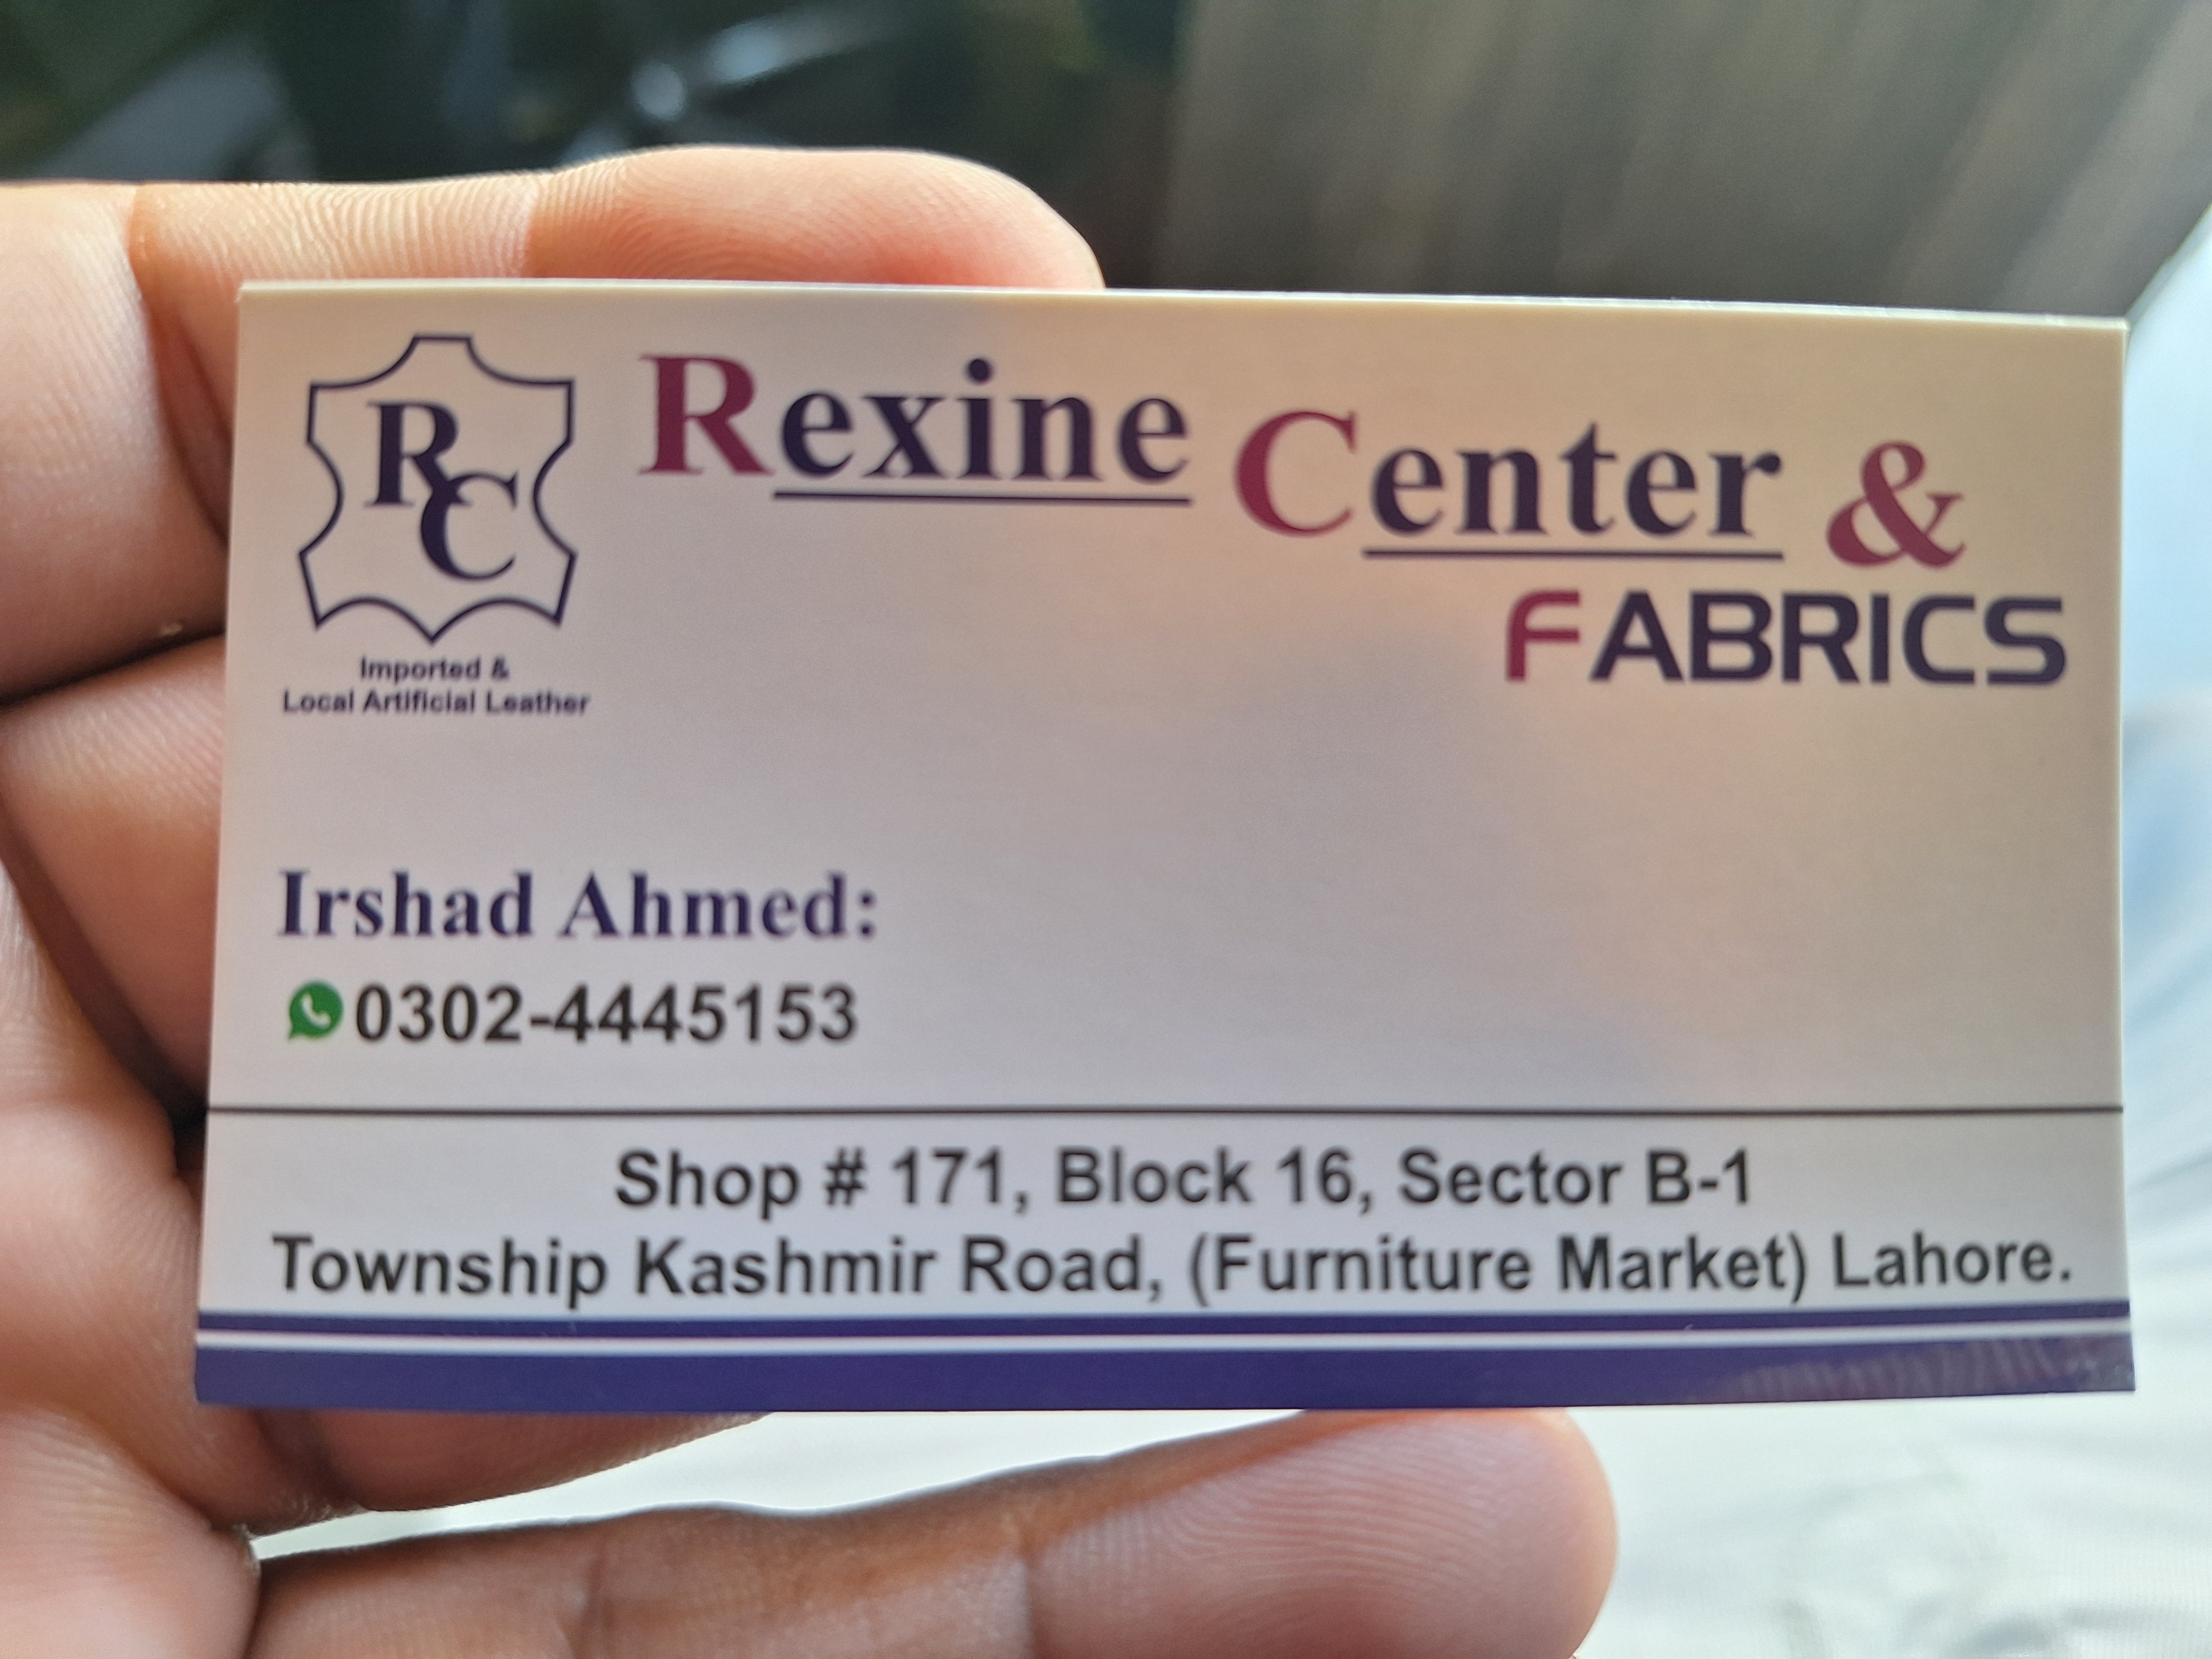 RC
Imported &
Local Artificial Leather
Rexine Center &
FABRICS
Irshad Ahmed:
0302-4445153
Shop # 171, Block 16, Sector B-1
Township Kashmir Road, (Furniture Market) Lahore.